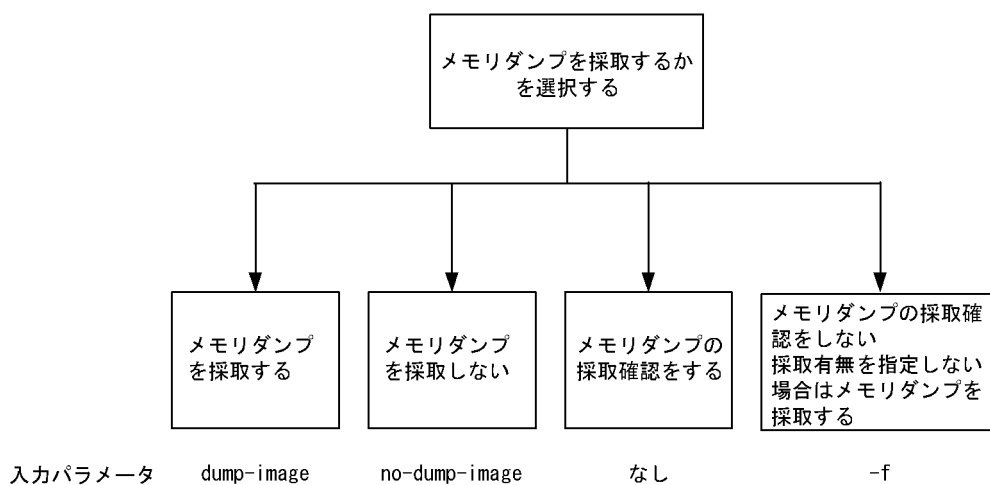 メモリダンプを採取するか
を選択する
メモリダンプ
を採取する
メモリダンプ
を採取しない
メモリダンプの
採取確認をする
メモリダンプの採取確
認をしない
採取有無を指定しない
場合はメモリダンプを
採取する
入力パラメータ dump-image no-dump-image なし -f